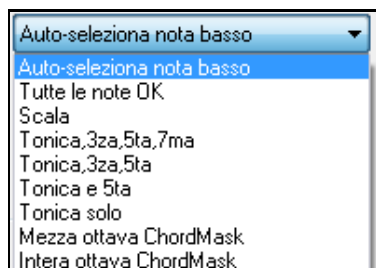 Auto-seleziona nota basso
Auto-seleziona nota basso
Tutte le note OK
Scala
Tonica,3za,5ta,7ma
Tonica,3za,5ta
Tonica e 5ta
Tonica solo
Mezza ottava ChordMask
Intera ottava ChordMask